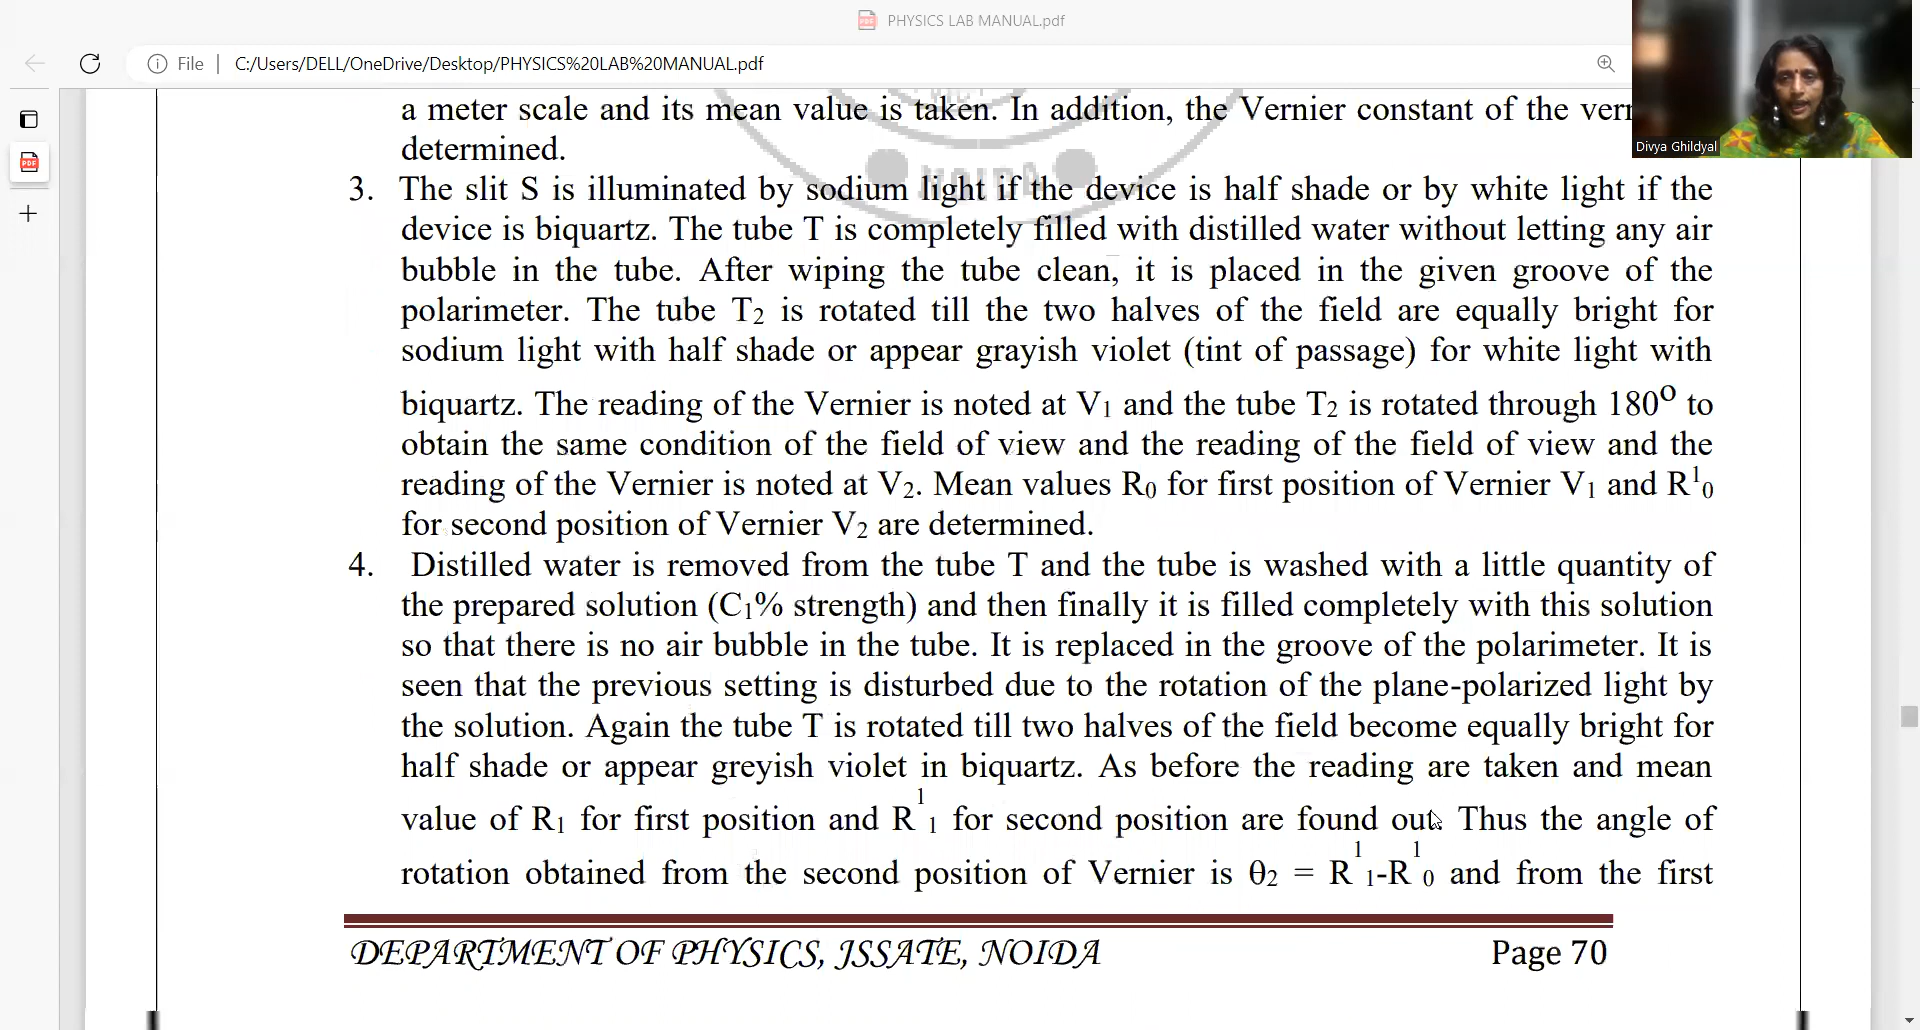 PHYSICS LAB MANUAL.pdf
File | C:/Users/DELL/OneDrive/Desktop/PHYSICS%20LAB%20MANUAL.pdf
Divya Ghildyal
a meter scale and its mean value is taken. In addition, the Vernier constant of the
determined.
NOIDA
3. The slit S is illuminated by sodium light if the device is half shade or by white light if the
device is biquartz. The tube T is completely filled with distilled water without letting any air
bubble in the tube. After wiping the tube clean, it is placed in the given groove of the
polarimeter. The tube T₂ is rotated till the two halves of the field are equally bright for
sodium light with half shade or appear grayish violet (tint of passage) for white light with
biquartz. The reading of the Vernier is noted at V₁ and the tube T₂ is rotated through 180⁰ to
obtain the same condition of the field of view and the reading of the field of view and the
reading of the Vernier is noted at V₂. Mean values R₀ for first position of Vernier V₁ and R¹₀
for second position of Vernier V₂ are determined.
4. Distilled water is removed from the tube T and the tube is washed with a little quantity of
the prepared solution (C₁% strength) and then finally it is filled completely with this solution
so that there is no air bubble in the tube. It is replaced in the groove of the polarimeter. It is
seen that the previous setting is disturbed due to the rotation of the plane-polarized light by
the solution. Again the tube T is rotated till two halves of the field become equally bright for
half shade or appear greyish violet in biquartz. As before the reading are taken and mean
value of R₁ for first position and R¹₁ for second position are found out. Thus the angle of
rotation obtained from the second position of Vernier is θ₂ = R¹₁-R¹₀ and from the first
DEPARTMENT OF PHYSICS, JSSATE, NOIDA Page 70